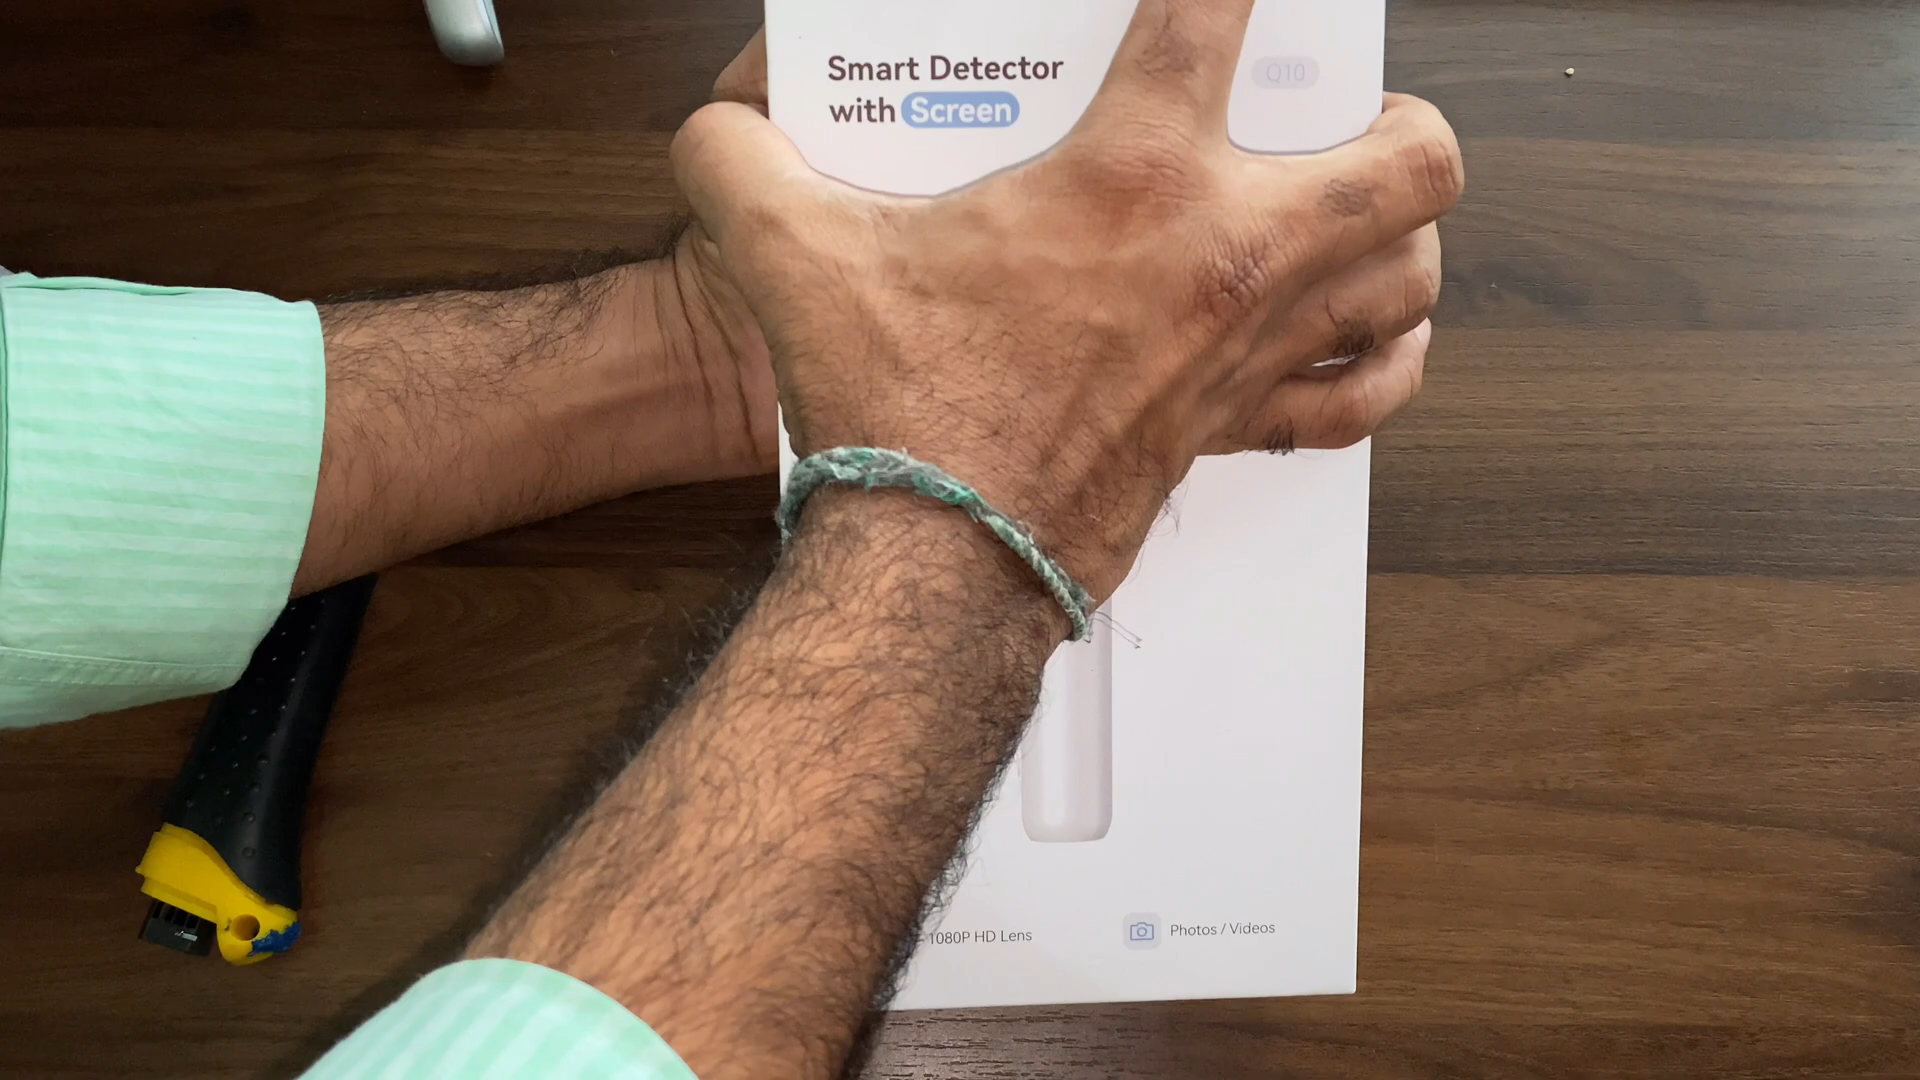 Smart Detector
with Screen
Q10
1080P HD Lens
Photos / Videos